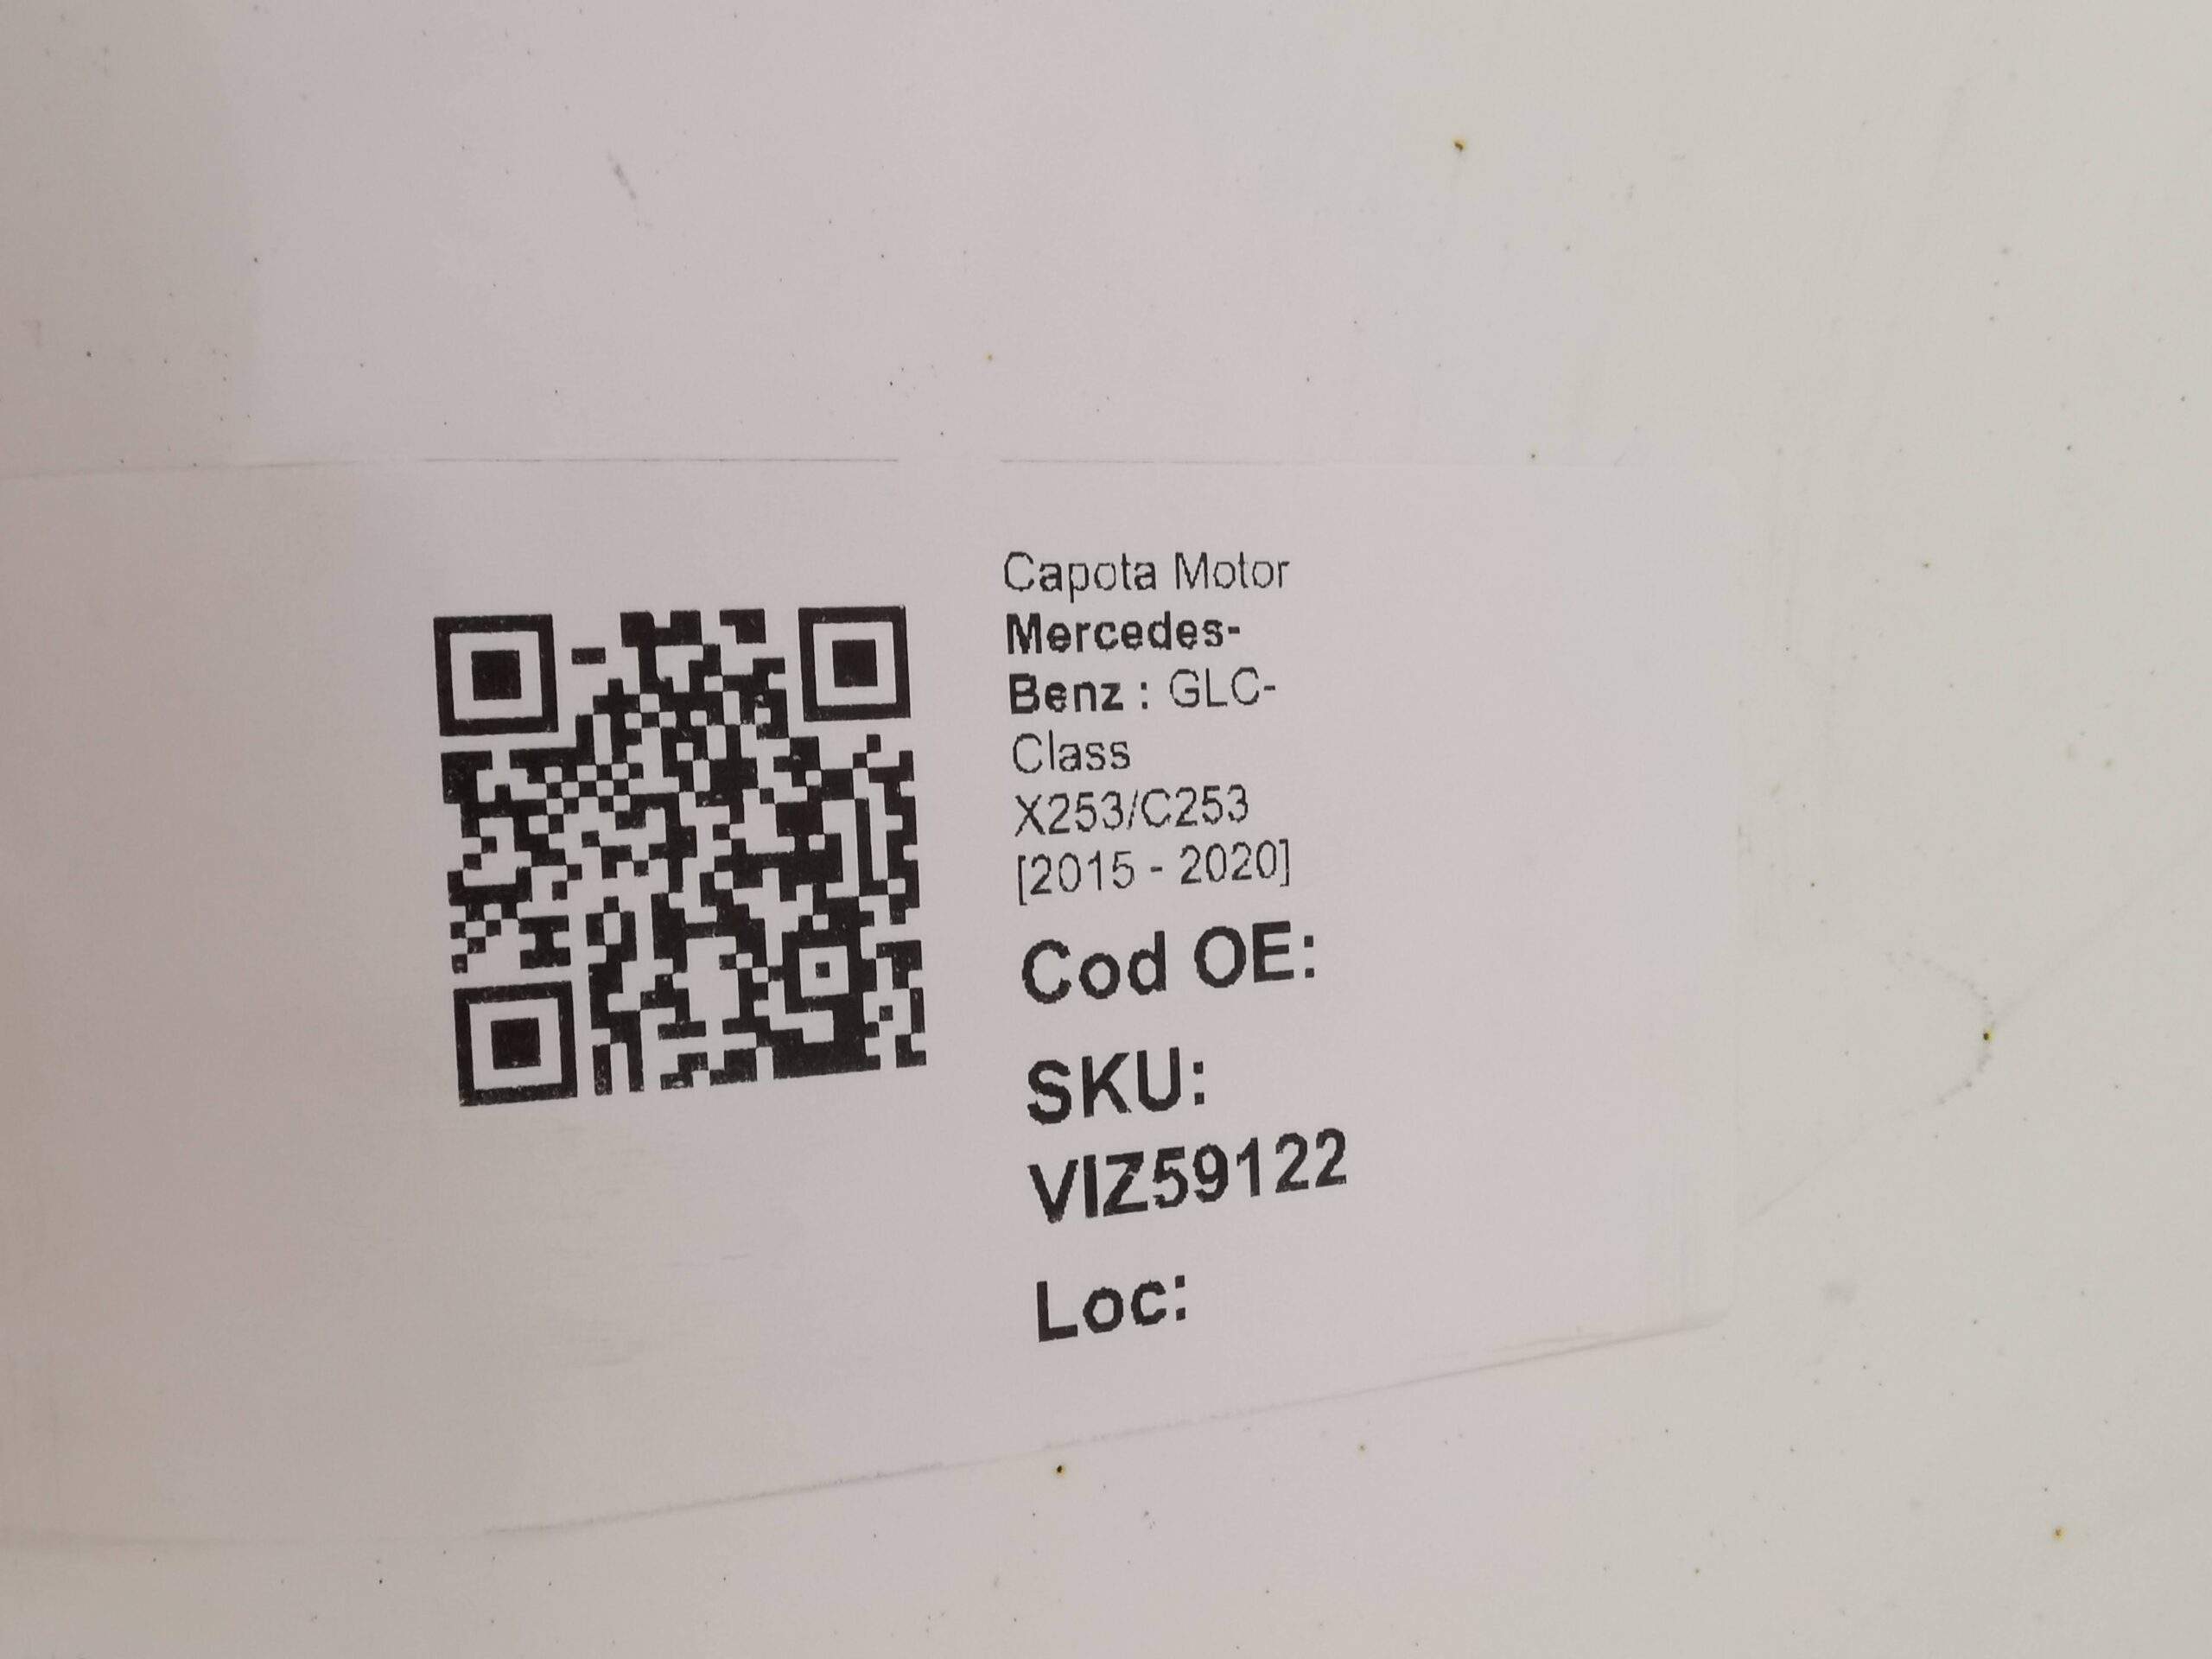 Capota Motor
Mercedes-
Benz : GLC-
Class
X253/C253
[2015 - 2020]
Cod OE:
SKU:
VIZ59122
Loc: